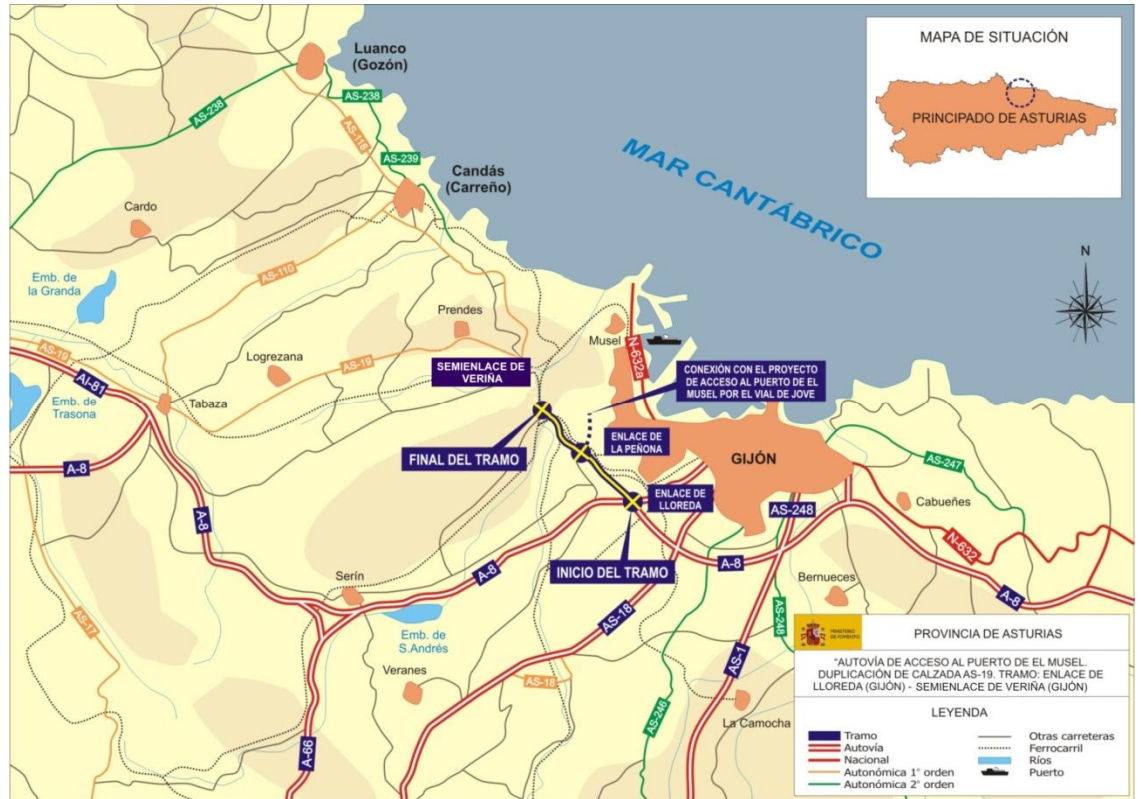 MAPA DE SITUACIÓN
PRINCIPADO DE ASTURIAS
Luanco
(Gozón)
AS-238
AS-238
AS-118
AS-239
Candás
(Carreño)
MAR CANTÁBRICO
Cardo
N
Emb. de
la Granda
AS-110
Prendes
Musel
N-632a
AS-19
AS-19
Logrezana
SEMIENLACE DE
VERIÑA
CONEXIÓN CON EL PROYECTO
DE ACCESO AL PUERTO DE EL
MUSEL POR EL VIAL DE JOVE
AI-81
Emb. de
Trasona
Tabaza
ENLACE DE
LA PEÑONA
FINAL DEL TRAMO
GIJÓN
AS-247
A-8
ENLACE DE
LLOREDA
AS-248
Cabueñes
A-8
N-632
INICIO DEL TRAMO
A-8
A-8
Serín
Bernueces
A-8
Emb. de
S.Andrés
AS-18
AS-248
AS-17
Veranes
AS-18
AS-1
AS-246
La Camocha
A-66
MINISTERIO
DE FOMENTO
PROVINCIA DE ASTURIAS
"AUTOVÍA DE ACCESO AL PUERTO DE EL MUSEL.
DUPLICACIÓN DE CALZADA AS-19. TRAMO: ENLACE DE
LLOREDA (GIJÓN) - SEMIENLACE DE VERIÑA (GIJÓN)
LEYENDA
Tramo
Autovía
Nacional
Autonómica 1° orden
Autonómica 2° orden
Otras carreteras
Ferrocarril
Ríos
Puerto